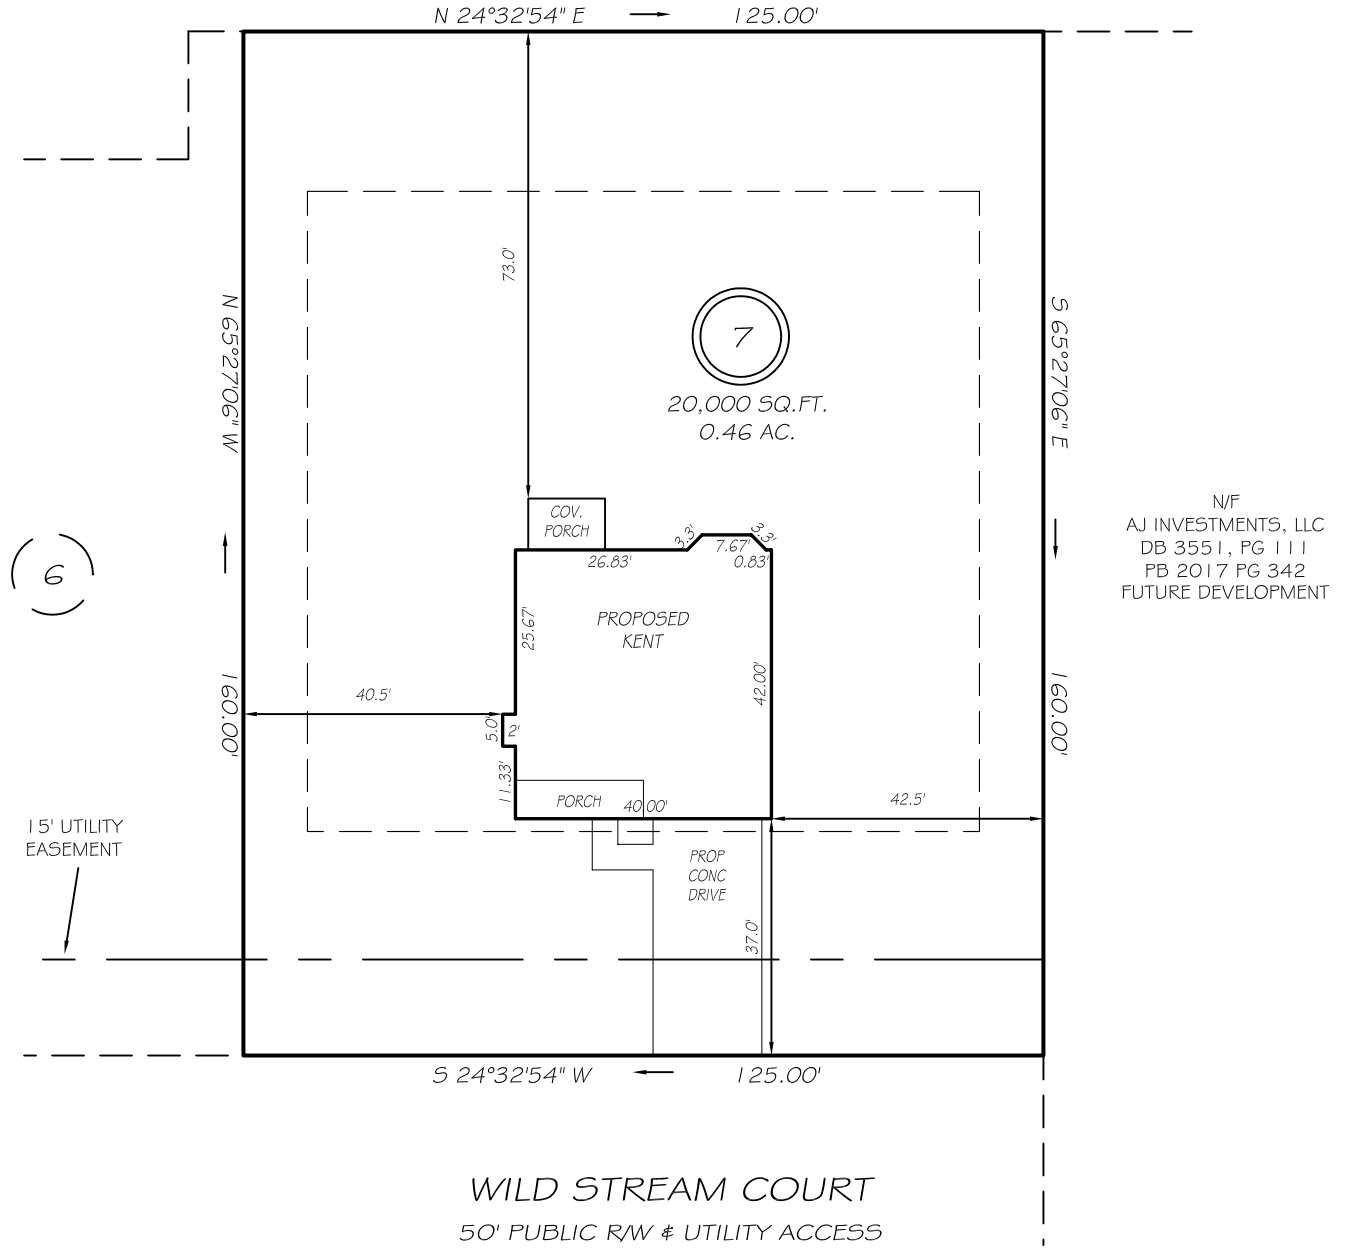 N 24°32'54" E 125.00'
73.0'
N 65°27'06" W
S 65°27'06" E
7
20,000 SQ.FT.
0.46 AC.
N/F
AJ INVESTMENTS, LLC
DB 3551, PG 111
PB 2017 PG 342
FUTURE DEVELOPMENT
COV.
PORCH
3.3'
7.67'
3.3'
26.83'
0.83'
6
PROPOSED
KENT
25.67'
42.00'
40.5'
160.00'
160.00'
5.0'
2'
11.33'
PORCH
40.00'
42.5'
15' UTILITY
EASEMENT
PROP
CONC
DRIVE
37.0'
S 24°32'54" W 125.00'
WILD STREAM COURT
50' PUBLIC R/W & UTILITY ACCESS